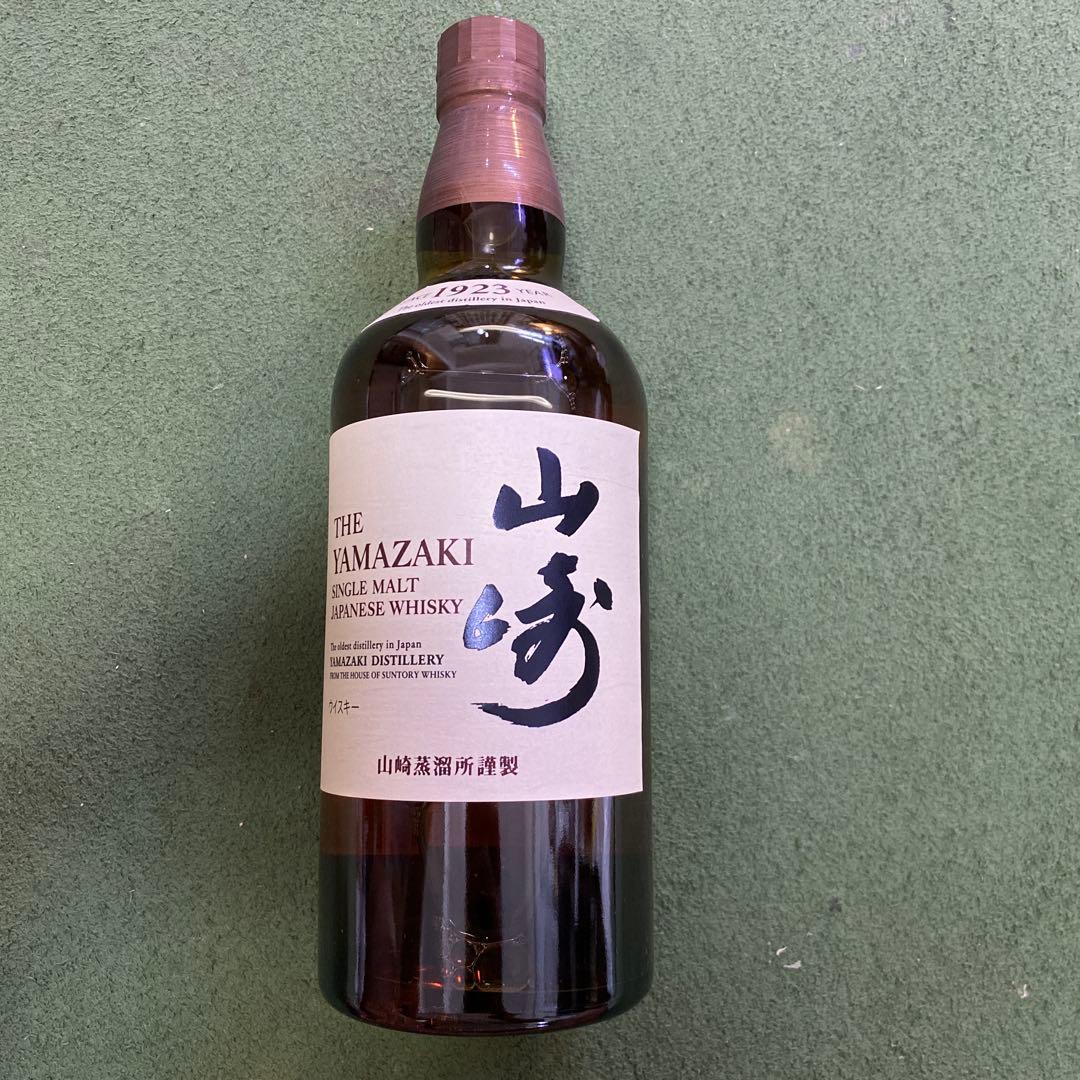 1923 YEAR
The oldest distillery in Japan
山崎
THE
YAMAZAKI
SINGLE MALT
JAPANESE WHISKY
The oldest distillery in Japan
YAMAZAKI DISTILLERY
FROM THE HOUSE OF SUNTORY WHISKY
ウイスキー
山崎蒸溜所謹製